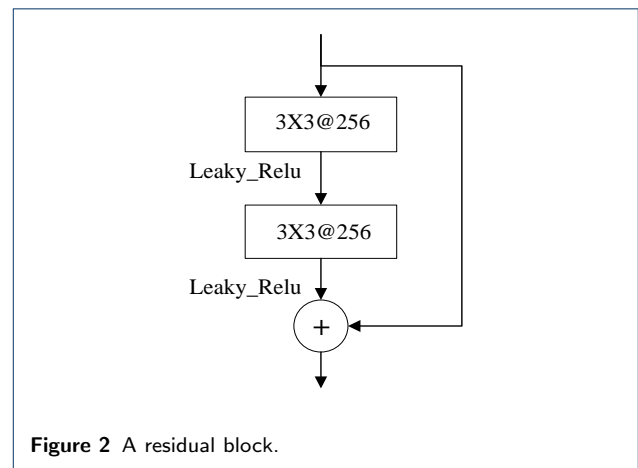 3X3@256
Leaky_Relu
3X3@256
Leaky_Relu
+
Figure 2 A residual block.